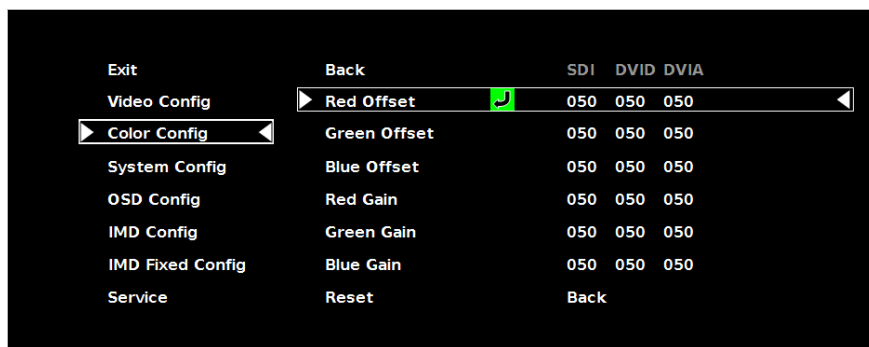 Exit Back SDI DVID DVIA
Video Config Red Offset 050 050 050
Color Config Green Offset 050 050 050
System Config Blue Offset 050 050 050
OSD Config Red Gain 050 050 050
IMD Config Green Gain 050 050 050
IMD Fixed Config Blue Gain 050 050 050
Service Reset Back